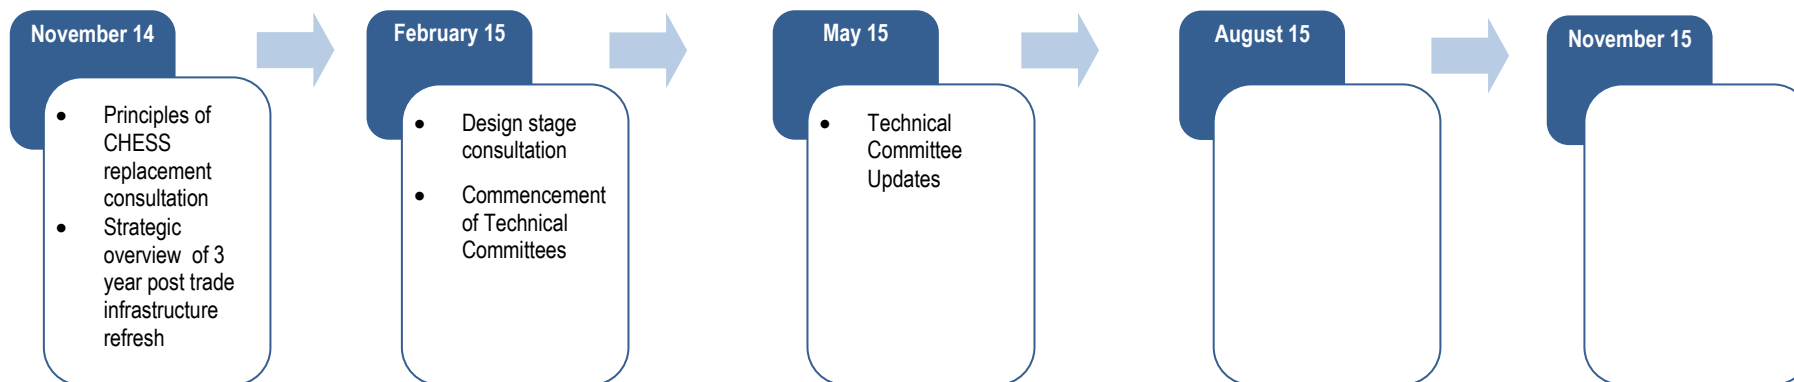 November 14
• Principles of
CHESS
replacement
consultation
• Strategic
overview of 3
year post trade
infrastructure
refresh
February 15
• Design stage
consultation
• Commencement
of Technical
Committees
May 15
• Technical
Committee
Updates
August 15
November 15